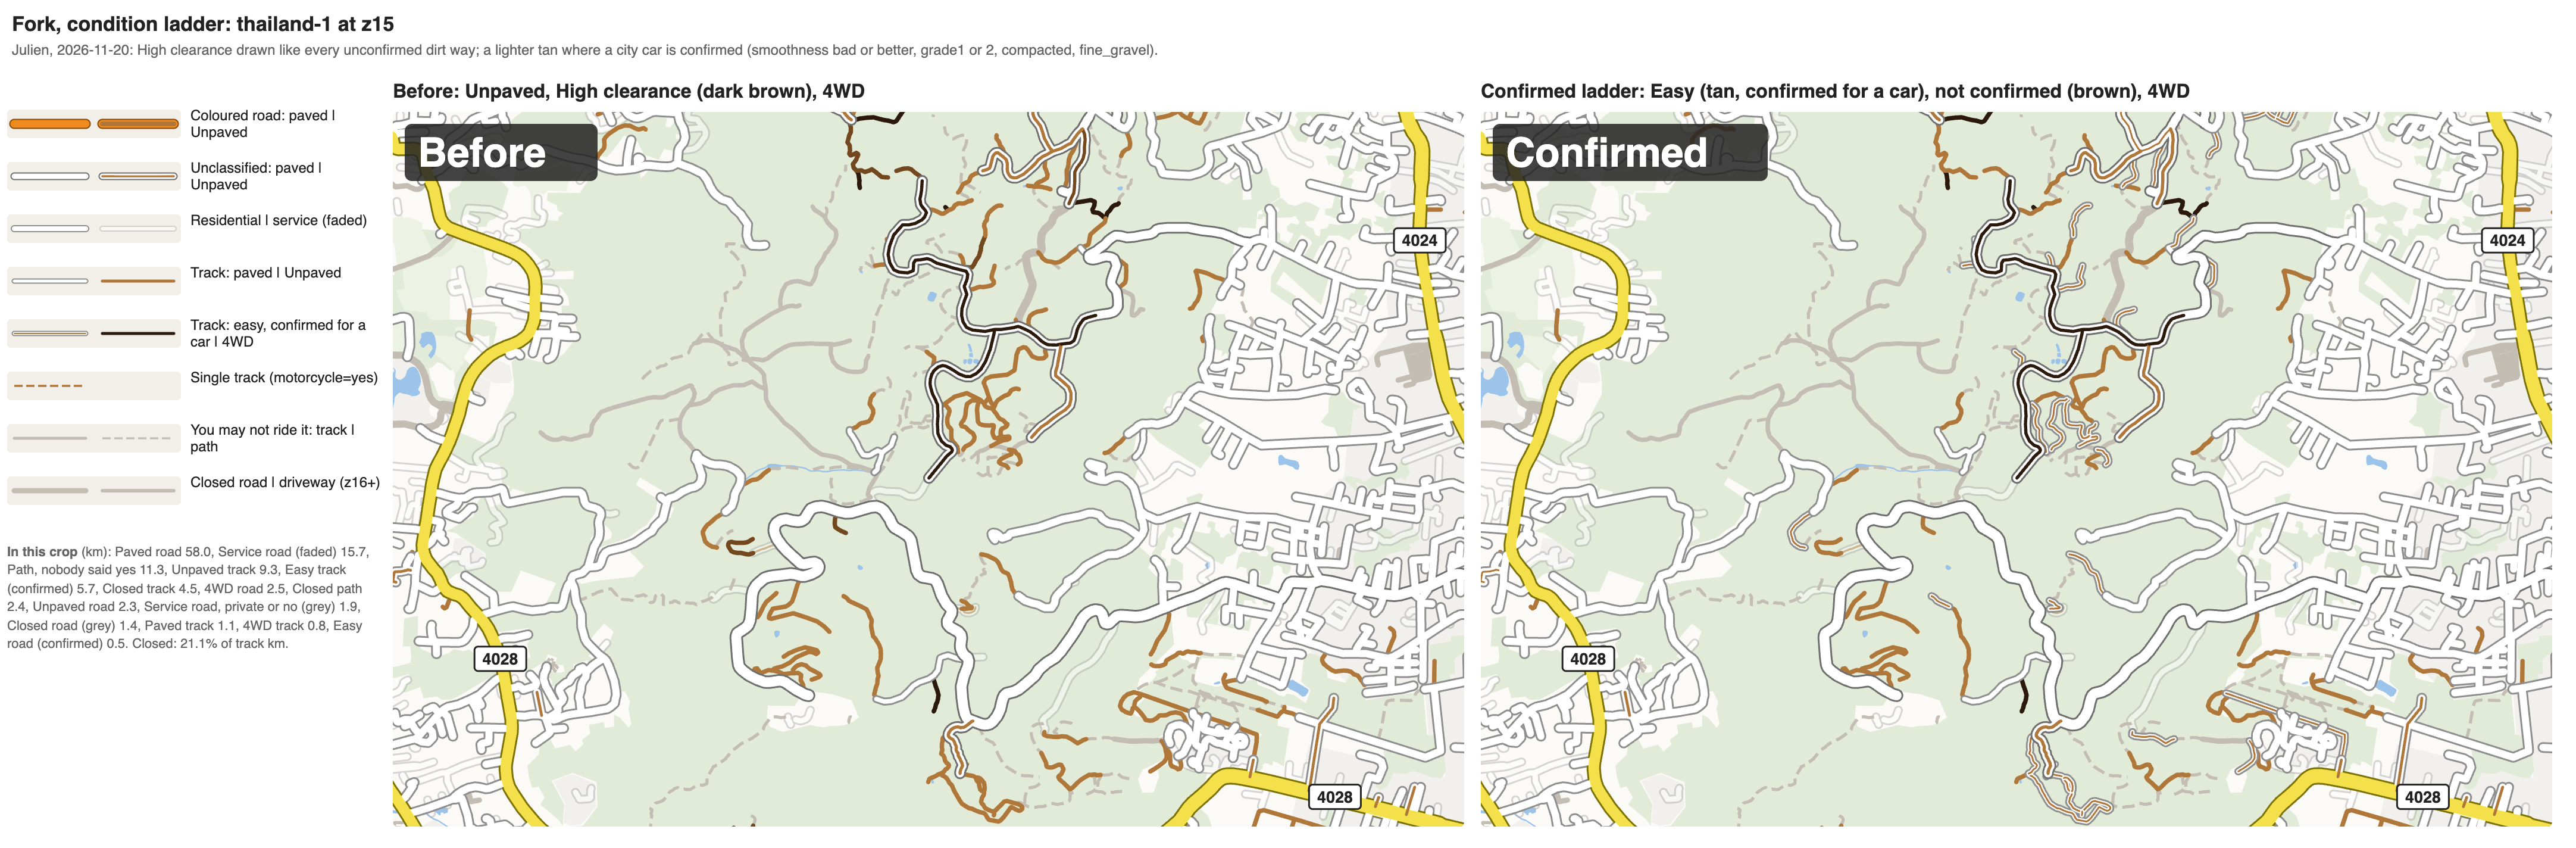 Fork, condition ladder: thailand-1 at z15
Julien, 2026-11-20: High clearance drawn like every unconfirmed dirt way; a lighter tan where a city car is confirmed (smoothness bad or better, grade1 or 2, compacted, fine_gravel).
Coloured road: paved |
Unpaved
Unclassified: paved |
Unpaved
Residential | service (faded)
Track: paved | Unpaved
Track: easy, confirmed for a
car | 4WD
Single track (motorcycle=yes)
You may not ride it: track |
path
Closed road | driveway (z16+)
In this crop (km): Paved road 58.0, Service road (faded) 15.7,
Path, nobody said yes 11.3, Unpaved track 9.3, Easy track
(confirmed) 5.7, Closed track 4.5, 4WD road 2.5, Closed path
2.4, Unpaved road 2.3, Service road, private or no (grey) 1.9,
Closed road (grey) 1.4, Paved track 1.1, 4WD track 0.8, Easy
road (confirmed) 0.5. Closed: 21.1% of track km.
Before: Unpaved, High clearance (dark brown), 4WD
Before
4024
4028
4028
Confirmed ladder: Easy (tan, confirmed for a car), not confirmed (brown), 4WD
Confirmed
4024
4028
4028